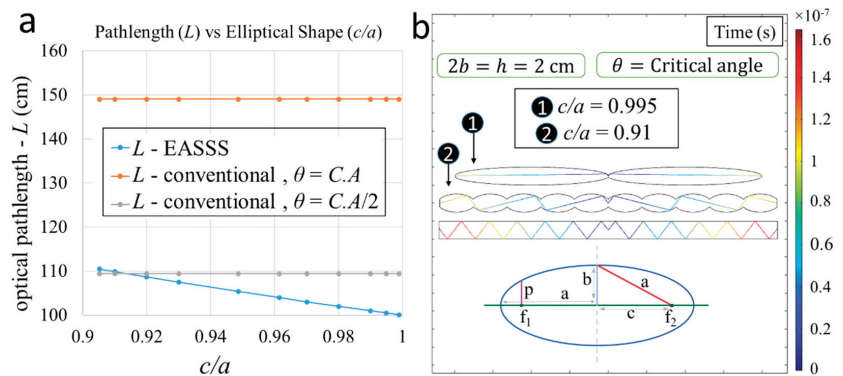 a
Pathlength (L) vs Elliptical Shape (c/a)
optical pathlength - L (cm)
160
150
140
130
120
110
100
L - EASSS
L - conventional , θ = C.A
L - conventional , θ = C.A/2
0.9 0.92 0.94 0.96 0.98 1
c/a
b
Time (s)
×10⁻⁷
2b = h = 2 cm
θ = Critical angle
1 c/a = 0.995
2 c/a = 0.91
1
2
1.6
1.4
1.2
1
0.8
0.6
0.4
0.2
0
p a b a c
f₁ f₂